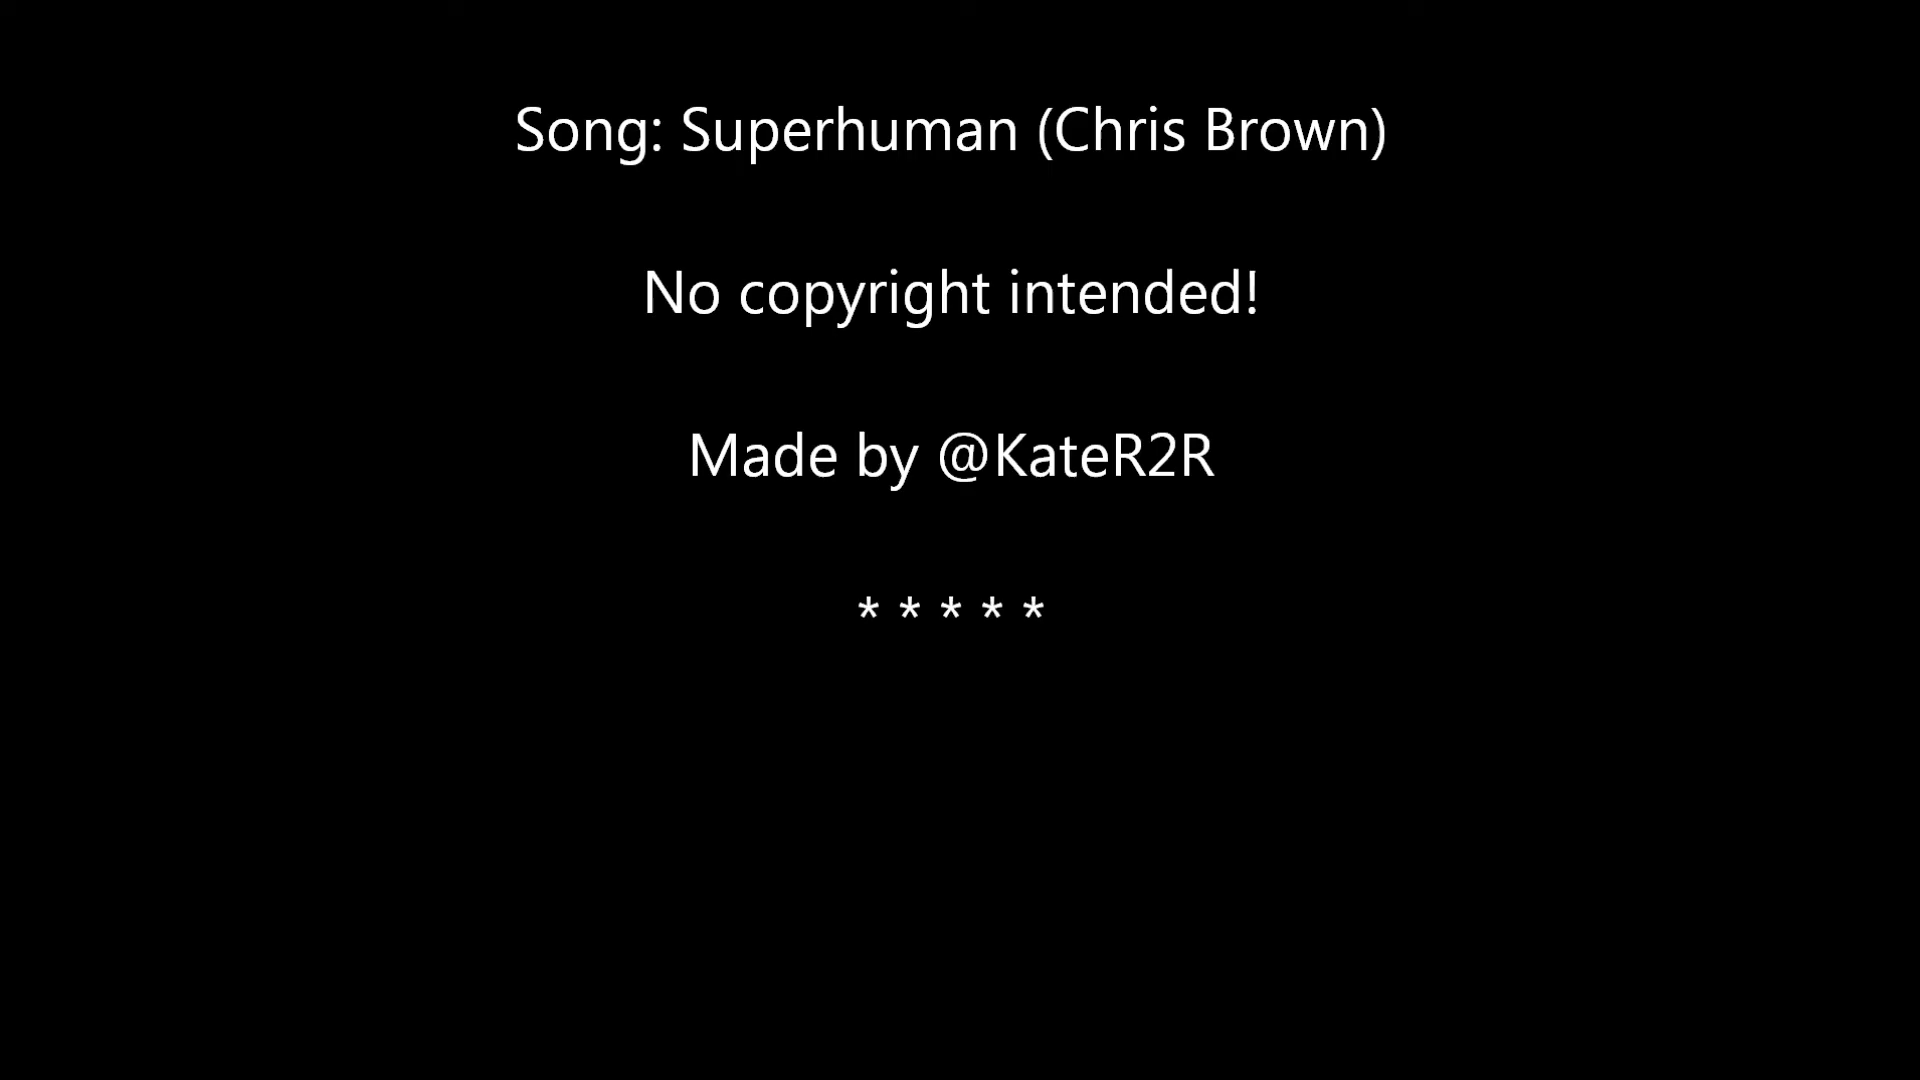 Song: Superhuman (Chris Brown)
No copyright intended!
Made by @KateR2R
* * * * *